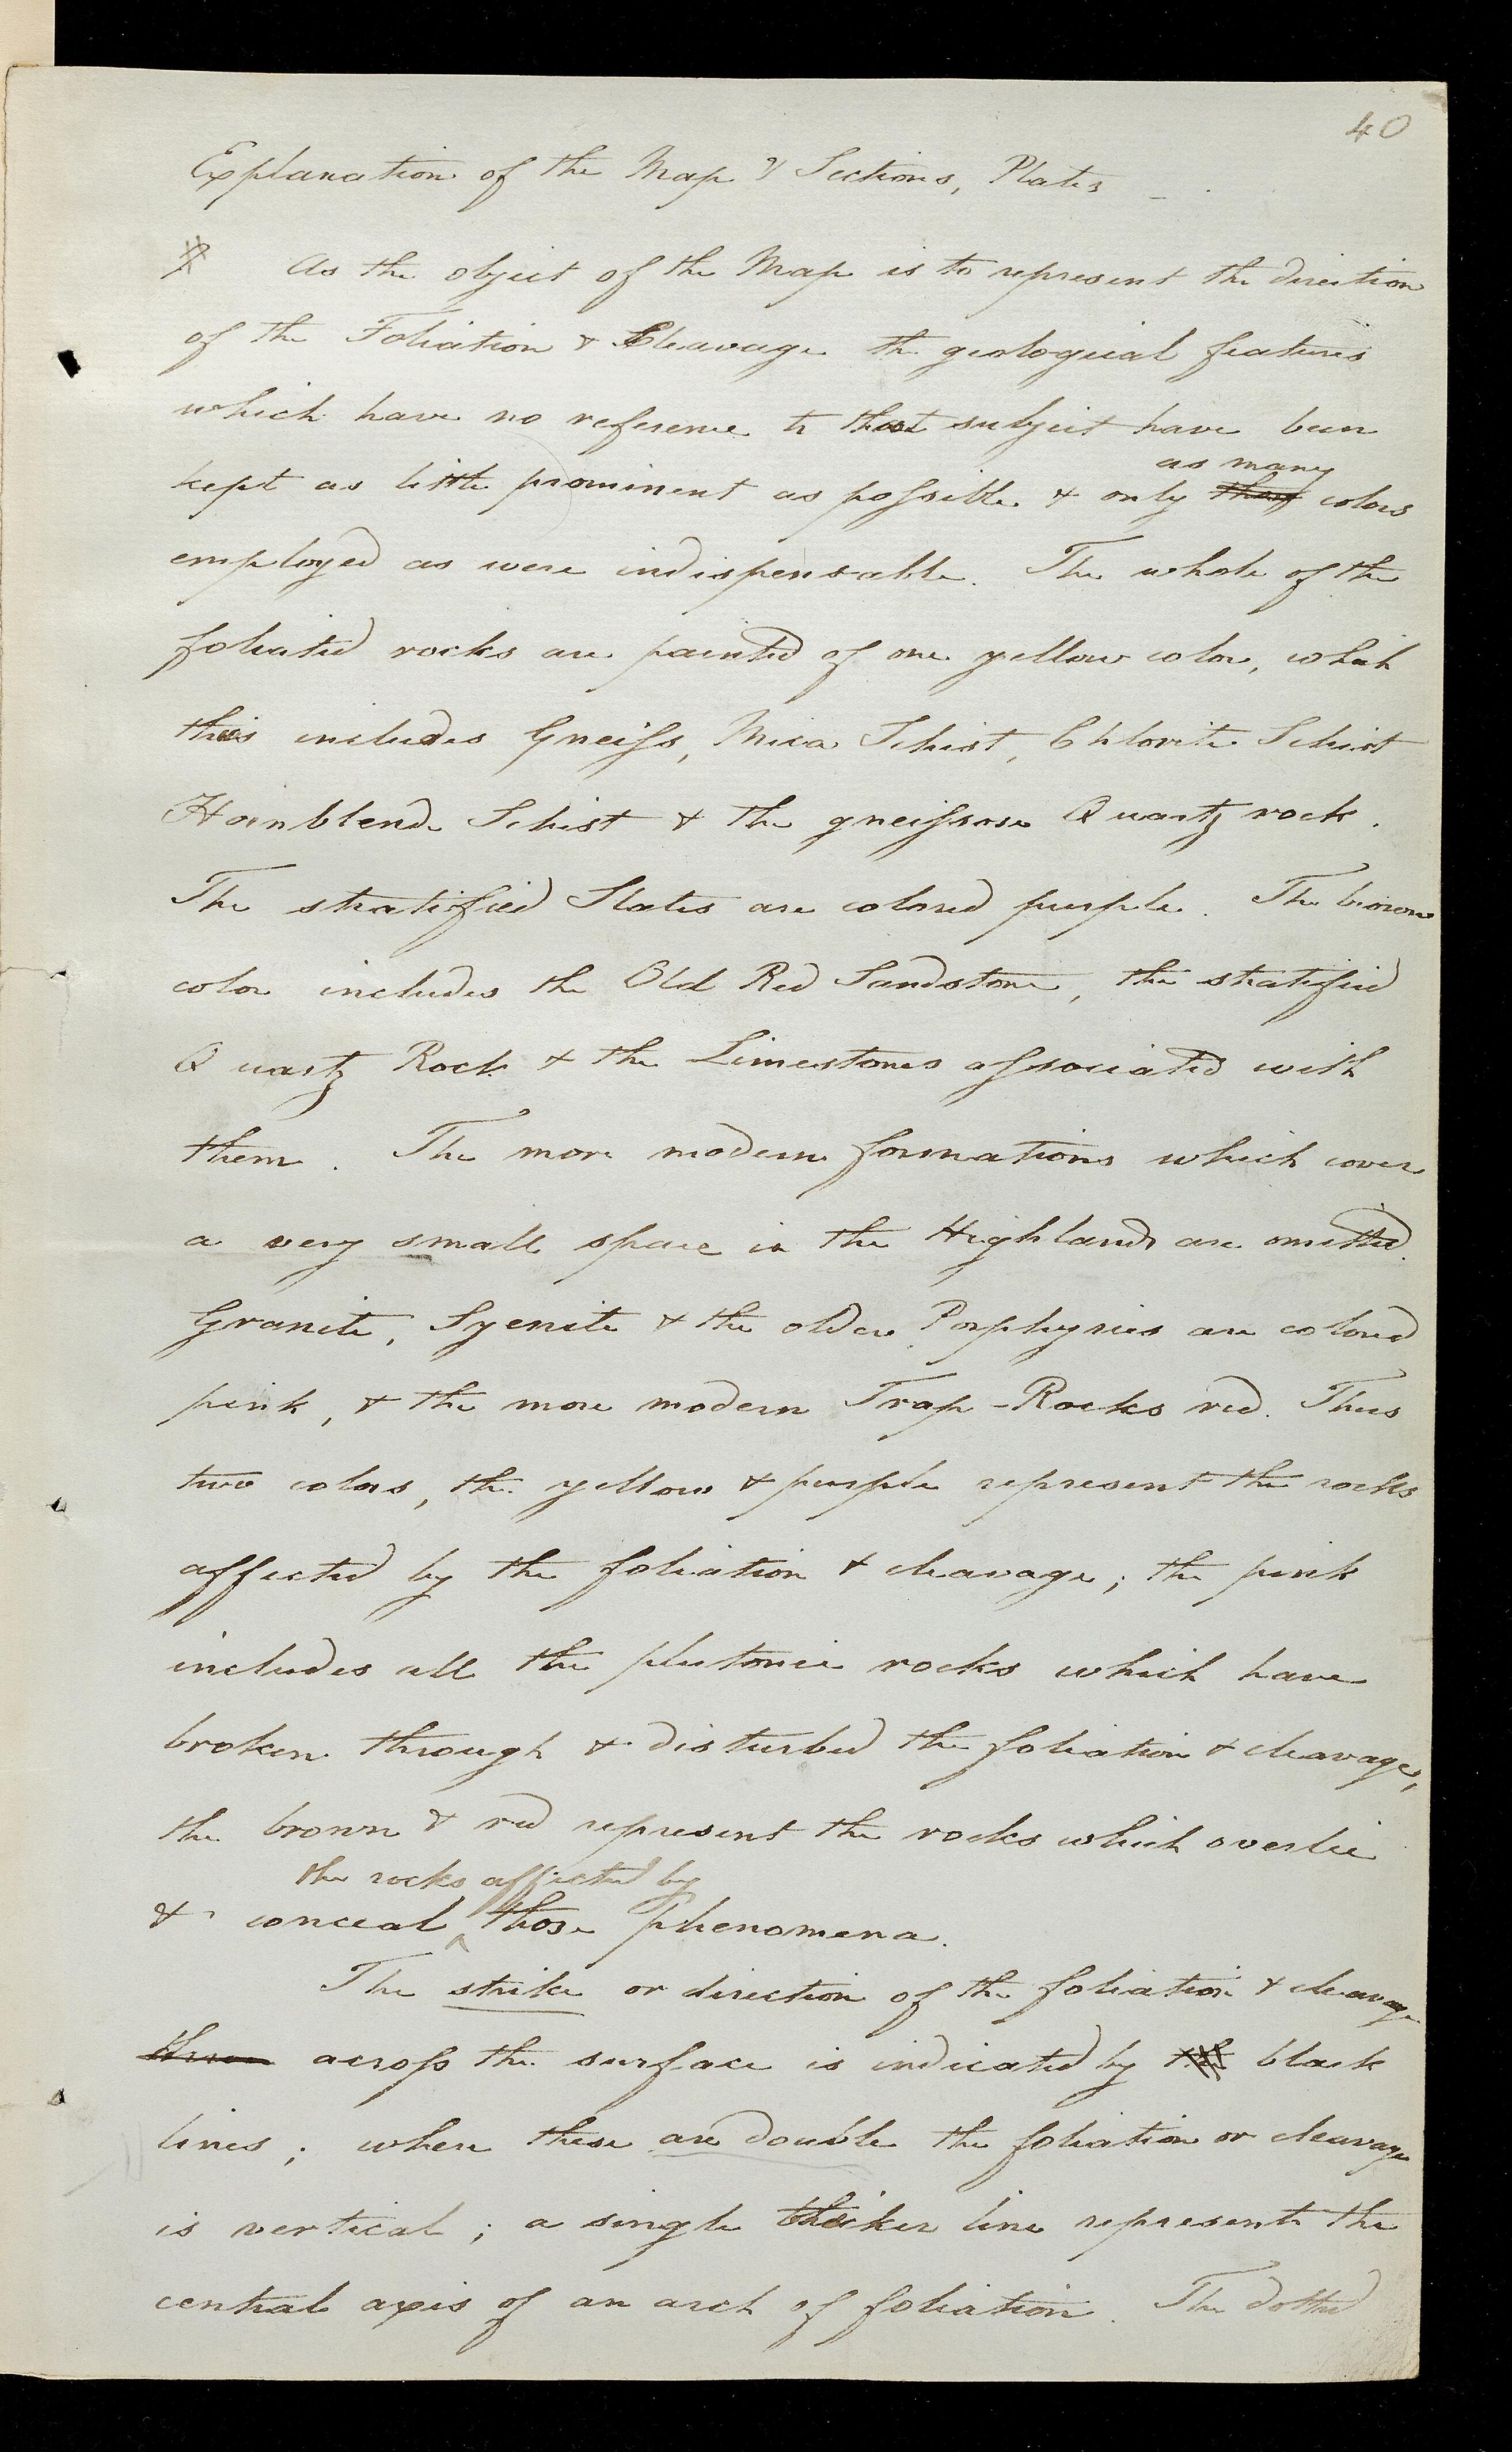 40
Explanation of the Map & Sections, Plates _ .
As the object of the Map is to represent the direction
of the Foliation & Cleavage the geological features
which have no reference to that subject have been
as many
kept as little prominent as possible & only colors
employed as were indispensable. The whole of the
foliated rocks are painted of one yellow color, which
thus includes Gneiss, Mica Schist, Chlorite Schist
Hornblende Schist & the gneissose Quartz rock.
The stratified Slates are colored purple. The brown
color includes the Old Red Sandstone, the stratified
Quartz Rock & the Limestones associated with
them. The more modern formations which cover
a very small space in the Highlands are omitted.
Granite, Syenite & the older Porphyries are colored
pink, & the more modern Trap-Rocks red. Thus
two colors, the yellow & purple represent the rocks
affected by the foliation & cleavage; the pink
includes all the plutonic rocks which have
broken through & disturbed the foliation & cleavage,
the brown & red represent the rocks which overlie
the rocks affected by
& conceal ^ those phenomena.
The strike or direction of the foliation & cleavage
across the surface is indicated by black
lines; where these are double the foliation or cleavage
is vertical; a single thicker line represents the
central axis of an arch of foliation. The dotted